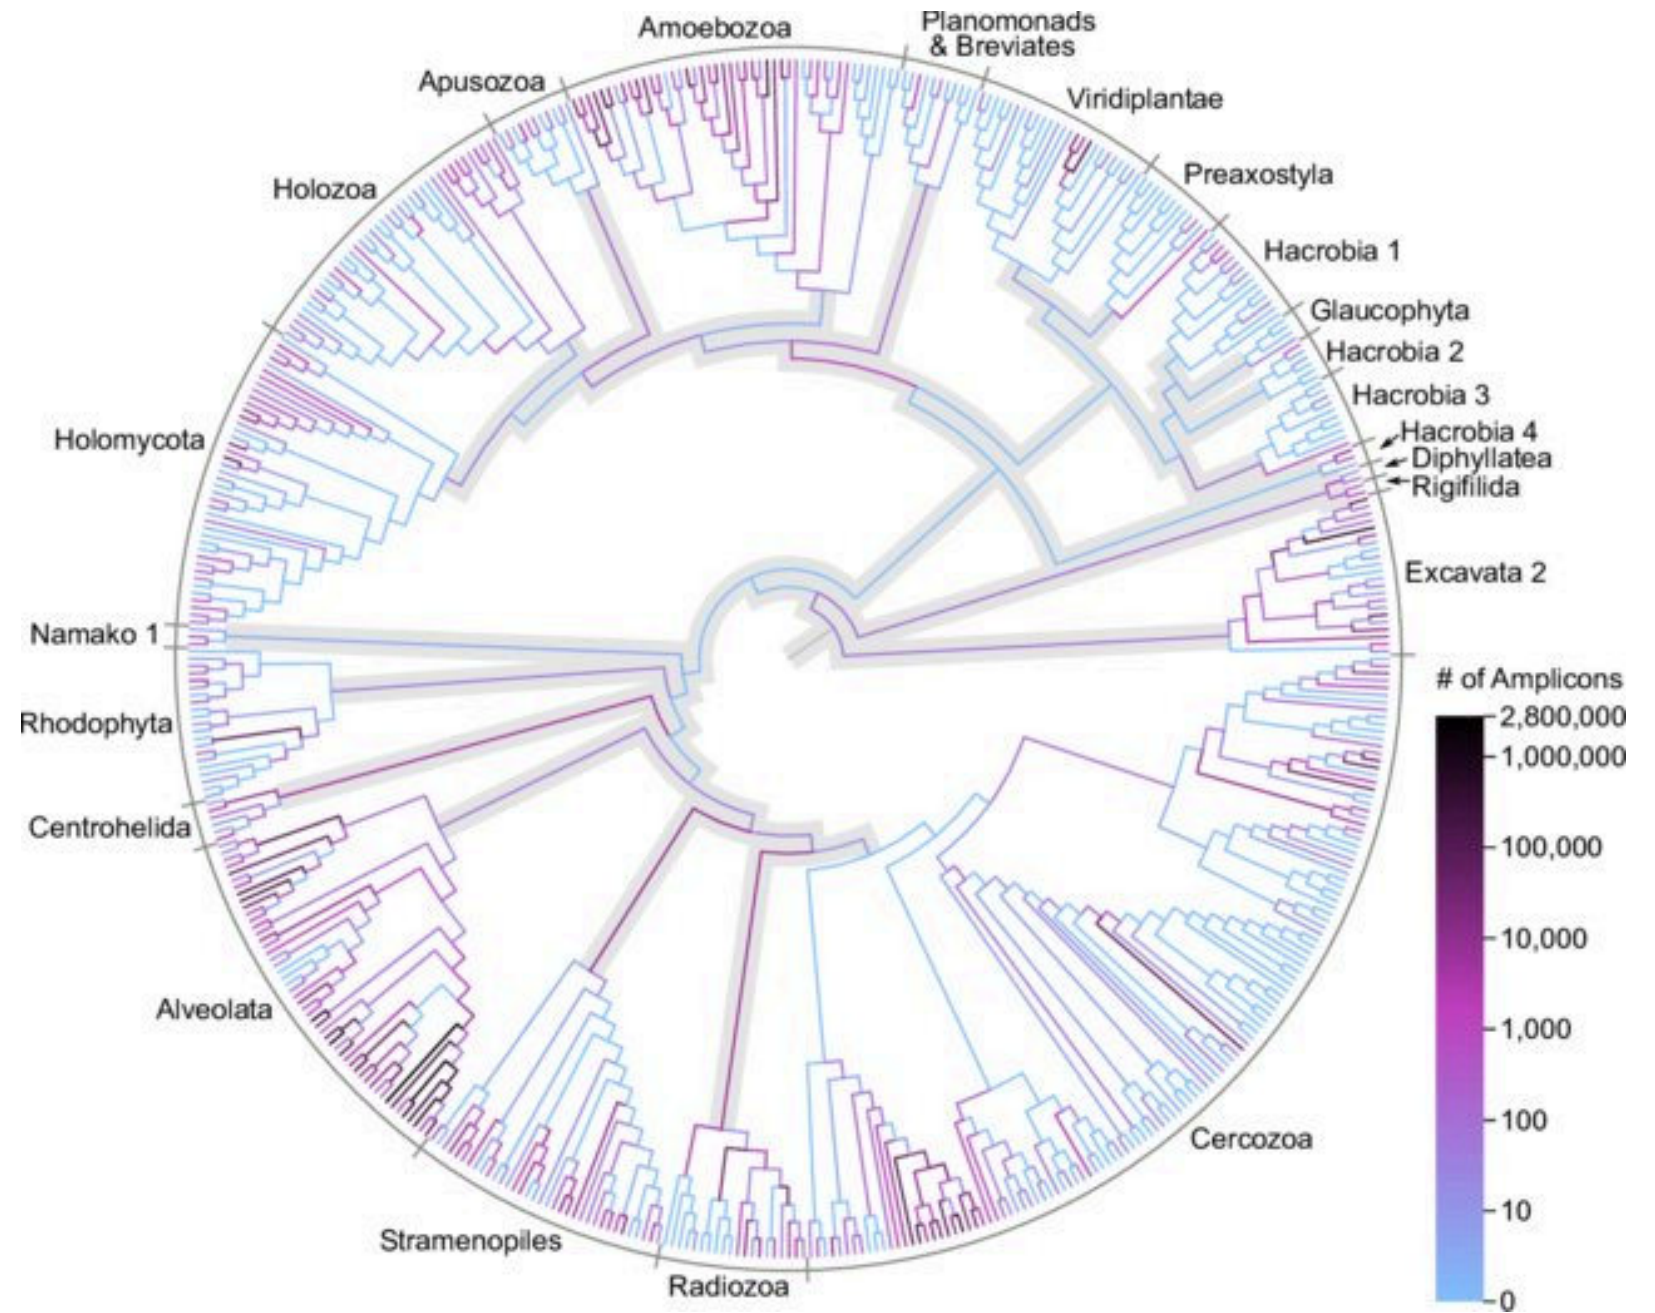 Amoebozoa
Planomonads
& Breviates
Apusozoa
Viridiplantae
Holozoa
Preaxostyla
Hacrobia 1
Glaucophyta
Hacrobia 2
Hacrobia 3
Hacrobia 4
Holomycota
Diphyllatea
Rigifilida
Excavata 2
Namako 1
Rhodophyta
Centrohelida
Alveolata
Cercozoa
Stramenopiles
Radiozoa
# of Amplicons
2,800,000
1,000,000
100,000
10,000
1,000
100
10
0